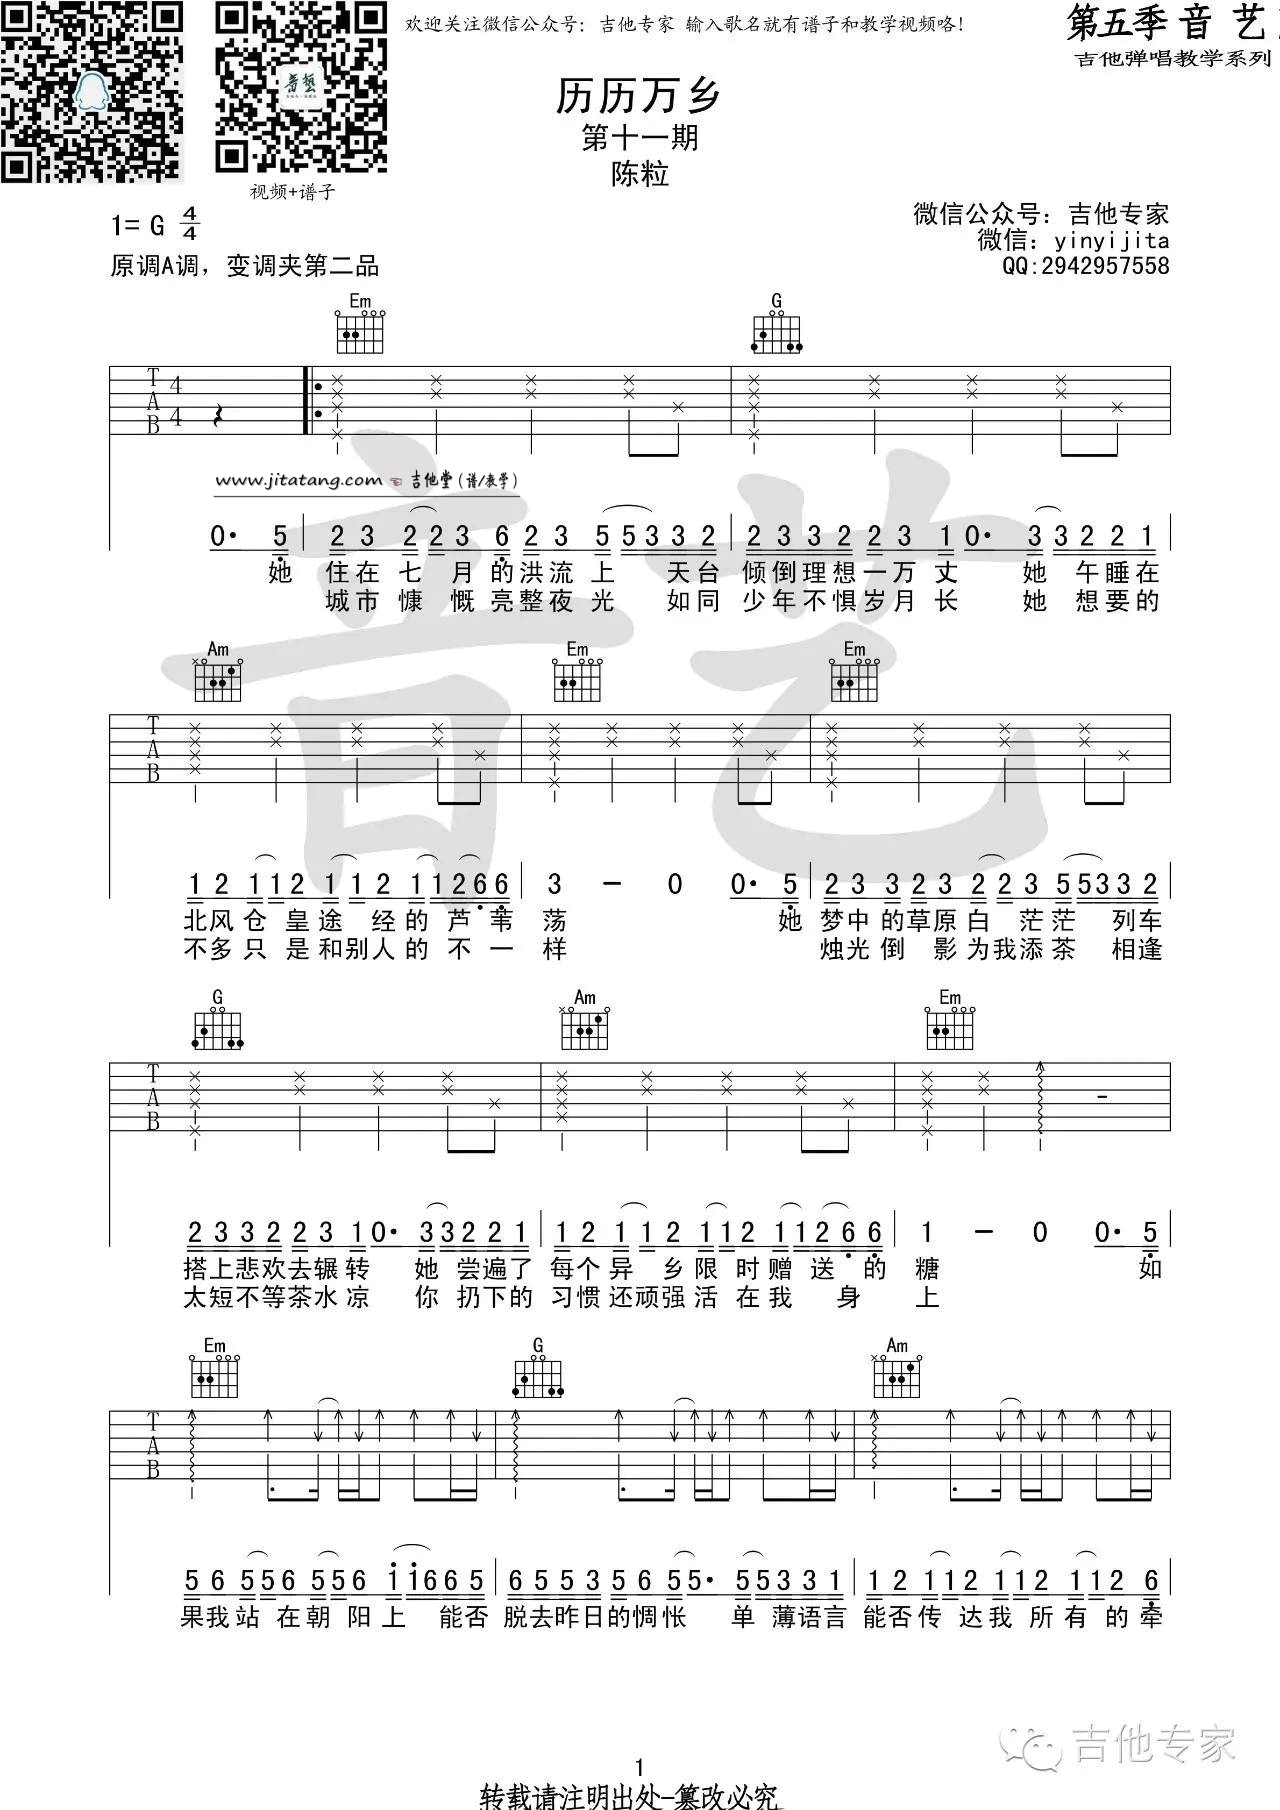 欢迎关注微信公众号：吉他专家 输入歌名就有谱子和教学视频咯！
第五季音艺
吉他弹唱教学系列
音藝
视频+谱子
历历万乡
第十一期
陈粒
1= G 4/4
原调A调，变调夹第二品
微信公众号：吉他专家
微信：yinyijita
QQ:2942957558
Em G
T A B 4 4
www.jitatang.com 吉他堂（谱/教学）
0· 5 2 3 2 2 3 6 2 3 5 5 3 3 2 2 3 3 2 2 3 1 0· 3 3 2 2 1
她 住在七月的洪流上 天台倾倒理想一万丈 她午睡在
城市慷慨亮整夜光 如同少年不惧岁月长 她想要的
Am Em Em
T A B
1 2 1 1 2 1 1 2 1 1 2 6 6 3 - 0 0· 5 2 3 3 2 3 2 2 3 5 5 3 3 2
北风仓皇途经的芦苇荡 她梦中的草原白茫茫 列车
不多只是和别人的不一样 烛光倒影为我添茶 相逢
G Am Em
T A B
2 3 3 2 2 3 1 0· 3 3 2 2 1 1 2 1 1 2 1 1 2 1 1 2 6 6 1 - 0 0· 5
搭上悲欢去辗转 她尝遍了每个异乡限时赠送的糖 如
太短不等茶水凉 你扔下的习惯还顽强活在我身上
Em G Am
T A B
5 6 5 5 6 5 5 6 1 1 6 6 5 6 5 5 3 5 6 5 5· 5 5 3 3 1 1 2 1 1 2 1 1 2 2 6
果我站在朝阳上 能否脱去昨日的惆怅 单薄语言能否传达我所有的牵
音艺
吉他专家
1
转载请注明出处-篡改必究